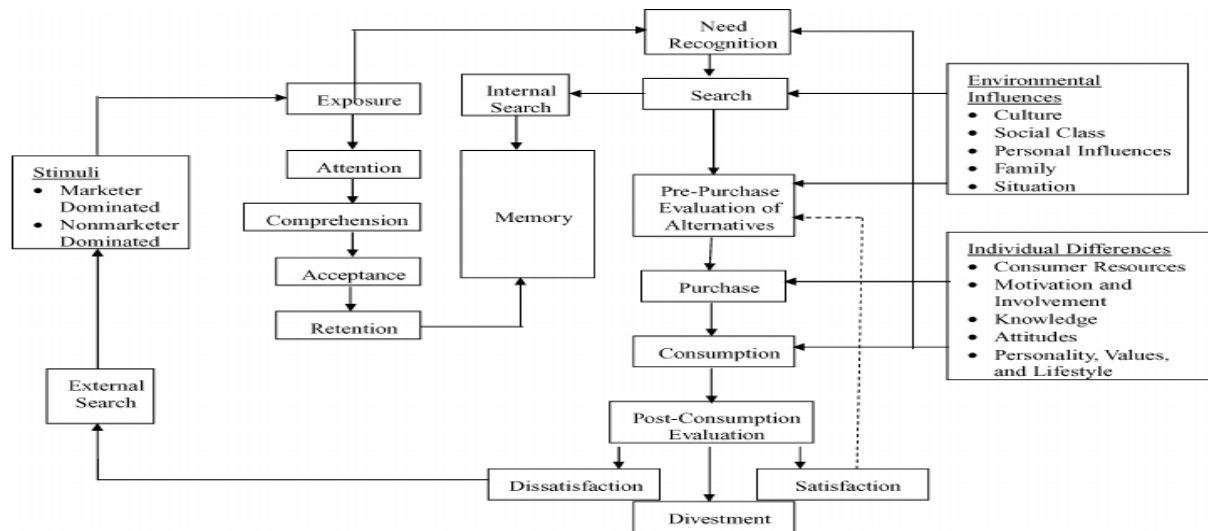 Need
Recognition
Search
Internal
Search
Exposure
Attention
Comprehension
Acceptance
Retention
Memory
Stimuli
• Marketer
Dominated
• Nonmarketer
Dominated
External
Search
Pre-Purchase
Evaluation of
Alternatives
Purchase
Consumption
Post-Consumption
Evaluation
Dissatisfaction
Satisfaction
Divestment
Environmental
Influences
• Culture
• Social Class
• Personal Influences
• Family
• Situation
Individual Differences
• Consumer Resources
• Motivation and
Involvement
• Knowledge
• Attitudes
• Personality, Values,
and Lifestyle